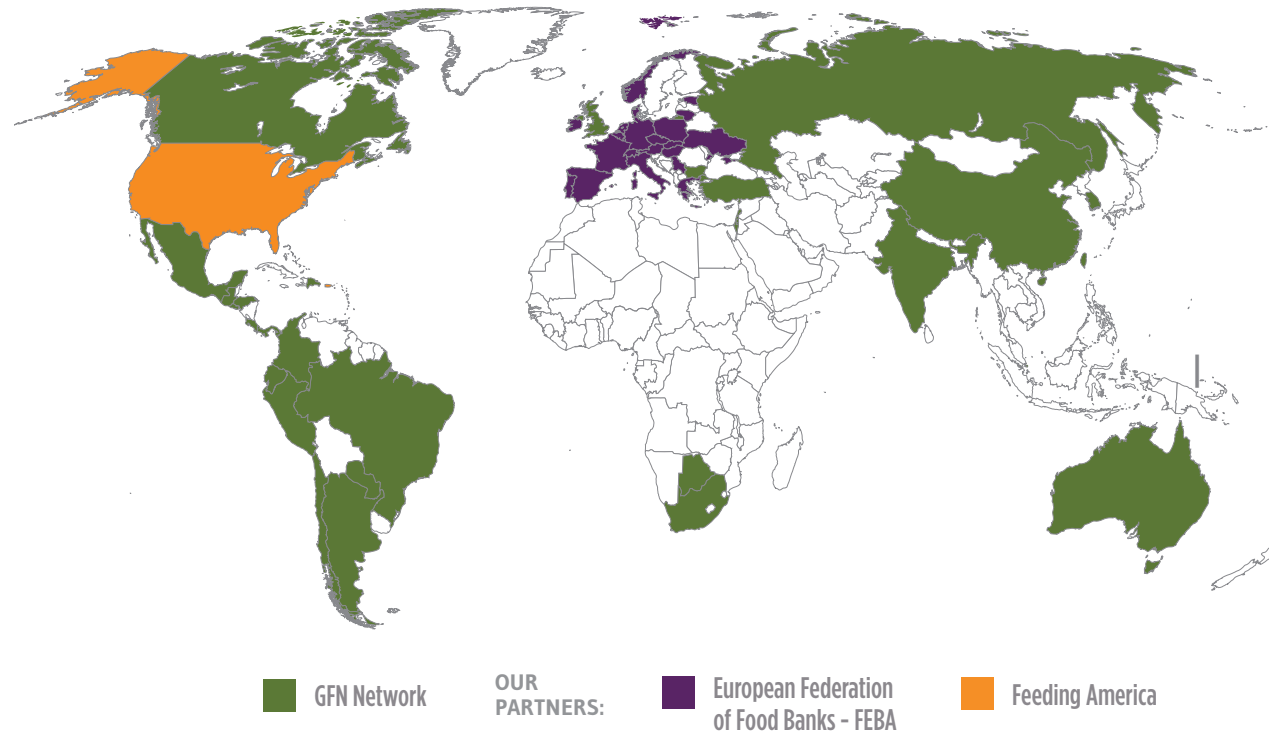 GFN Network
OUR
PARTNERS:
European Federation
of Food Banks - FEBA
Feeding America